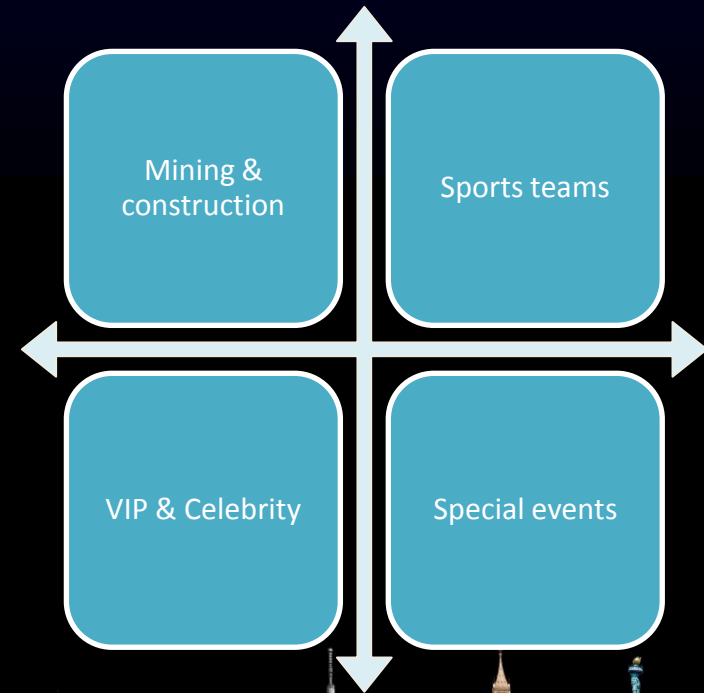 Mining &
construction
Sports teams
VIP & Celebrity
Special events